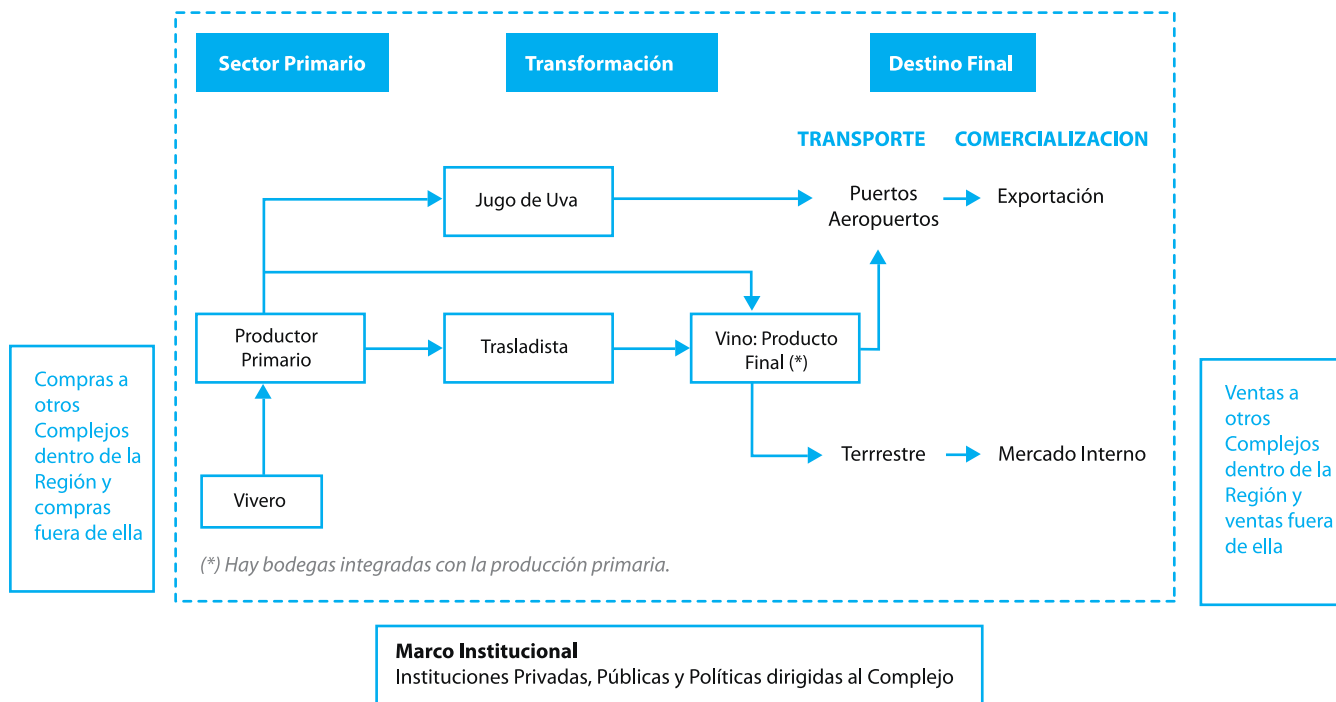 Sector Primario
Transformación
Destino Final
TRANSPORTE
COMERCIALIZACION
Jugo de Uva
Puertos
Aeropuertos
Exportación
Productor
Primario
Trasladista
Vino: Producto
Final (*)
Compras a
otros
Complejos
dentro de la
Región y
compras
fuera de ella
Ventas a
otros
Complejos
dentro de la
Región y
ventas fuera
de ella
Terrrestre
Mercado Interno
Vivero
(*) Hay bodegas integradas con la producción primaria.
Marco Institucional
Instituciones Privadas, Públicas y Políticas dirigidas al Complejo